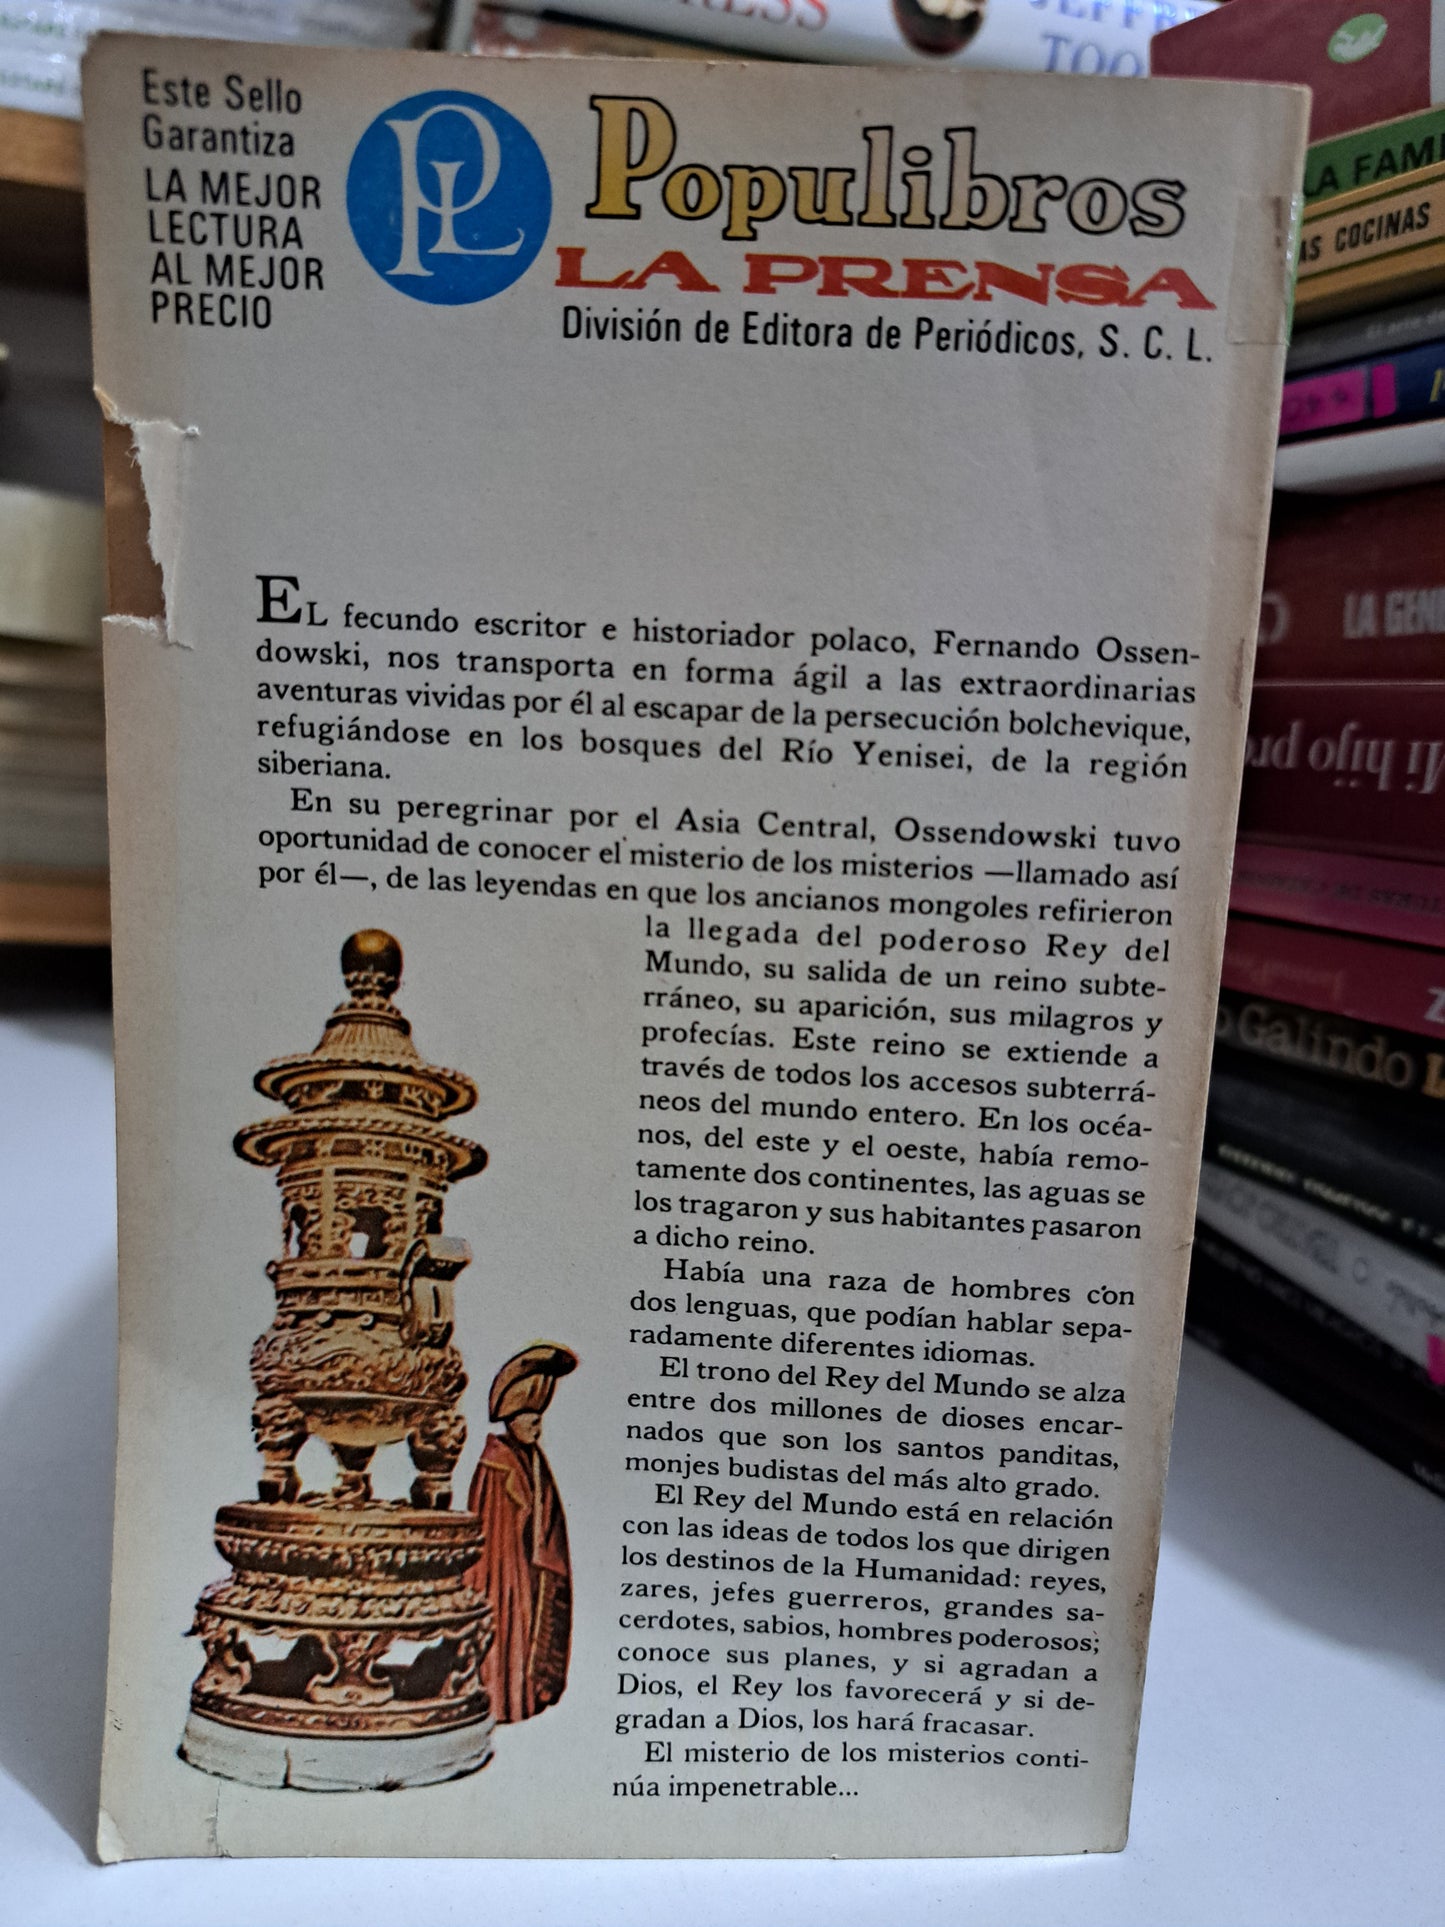 Este Sello
Garantiza
LA MEJOR
LECTURA
AL MEJOR
PRECIO
PL
Populibros
LA PRENSA
División de Editora de Periódicos, S. C. L.
EL fecundo escritor e historiador polaco, Fernando Ossen-
dowski, nos transporta en forma ágil a las extraordinarias
aventuras vividas por él al escapar de la persecución bolchevique,
refugiándose en los bosques del Río Yenisei, de la región
siberiana.
En su peregrinar por el Asia Central, Ossendowski tuvo
oportunidad de conocer el misterio de los misterios —llamado así
por él—, de las leyendas en que los ancianos mongoles refirieron
la llegada del poderoso Rey del
Mundo, su salida de un reino subte-
rráneo, su aparición, sus milagros y
profecías. Este reino se extiende a
través de todos los accesos subterrá-
neos del mundo entero. En los océa-
nos, del este y el oeste, había remo-
tamente dos continentes, las aguas se
los tragaron y sus habitantes pasaron
a dicho reino.
Había una raza de hombres con
dos lenguas, que podían hablar sepa-
radamente diferentes idiomas.
El trono del Rey del Mundo se alza
entre dos millones de dioses encar-
nados que son los santos panditas,
monjes budistas del más alto grado.
El Rey del Mundo está en relación
con las ideas de todos los que dirigen
los destinos de la Humanidad: reyes,
zares, jefes guerreros, grandes sa-
cerdotes, sabios, hombres poderosos;
conoce sus planes, y si agradan a
Dios, el Rey los favorecerá y si de-
gradan a Dios, los hará fracasar.
El misterio de los misterios conti-
núa impenetrable...
LA FAMI
AS COCINAS
LA GEN
Mi hijo pr
Galindo